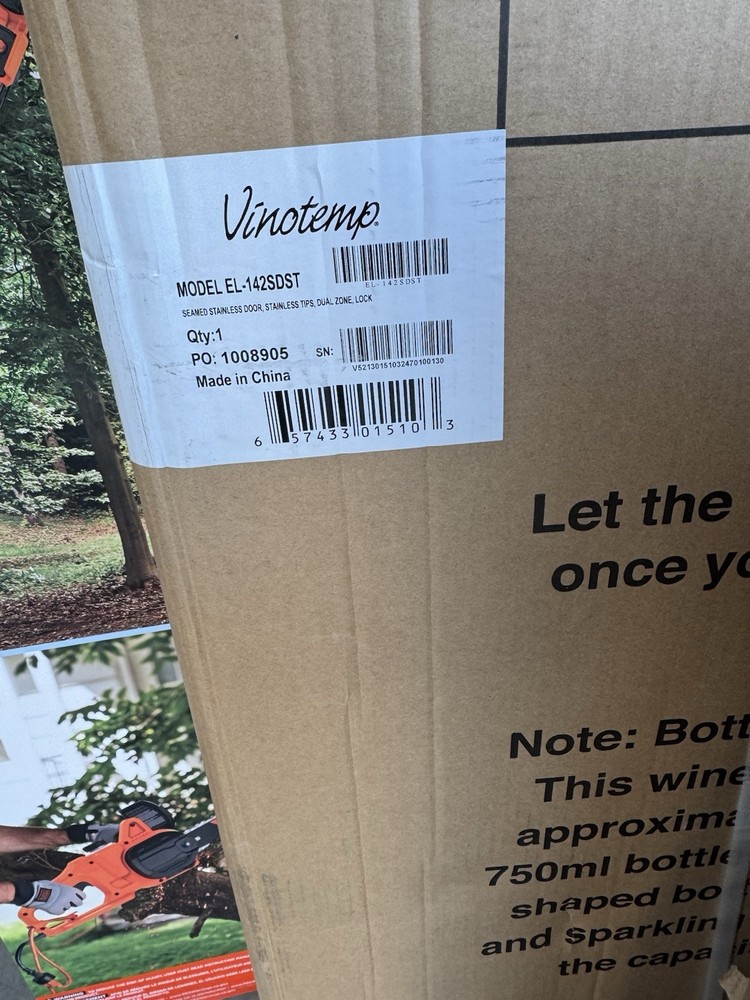 Vinotemp®
MODEL EL-142SDST
EL-142SDST
SEAMED STAINLESS DOOR, STAINLESS TIPS, DUAL ZONE, LOCK
Qty:1
PO: 1008905
SN:
V52130151032470100130
Made in China
6 57433 01510 3
Let the
once yo
Note: Bott
This wine
approxima
750ml bottle
shaped bo
and Sparklin
the capaci